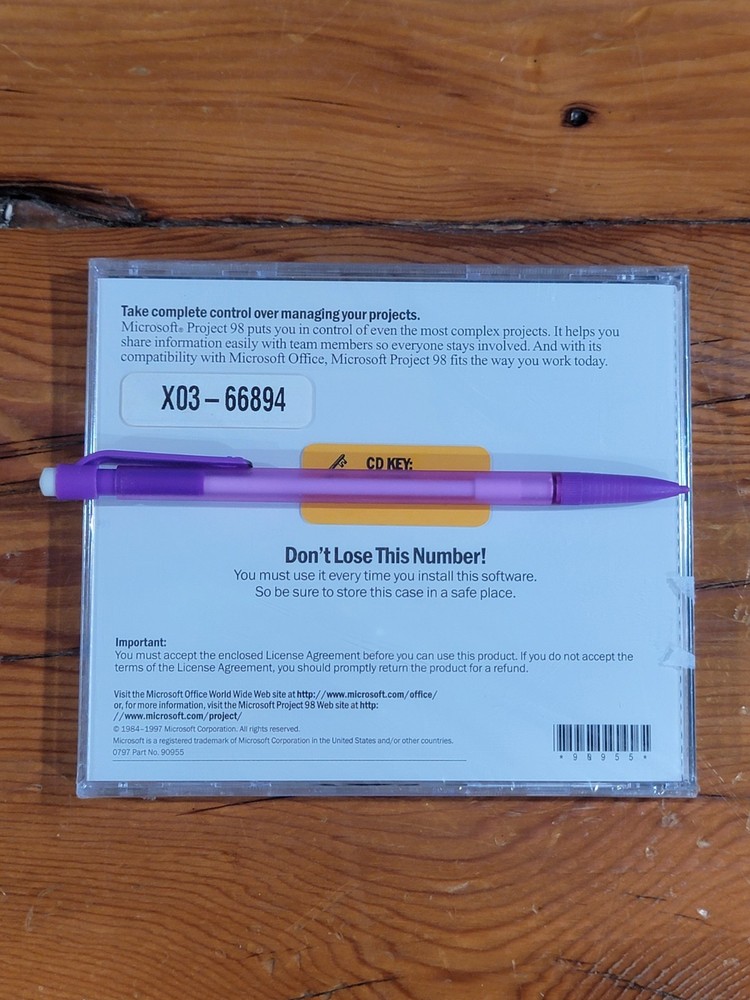 Take complete control over managing your projects.
Microsoft® Project 98 puts you in control of even the most complex projects. It helps you
share information easily with team members so everyone stays involved. And with its
compatibility with Microsoft Office, Microsoft Project 98 fits the way you work today.
X03 – 66894
CD KEY:
Don't Lose This Number!
You must use it every time you install this software.
So be sure to store this case in a safe place.
Important:
You must accept the enclosed License Agreement before you can use this product. If you do not accept the
terms of the License Agreement, you should promptly return the product for a refund.
Visit the Microsoft Office World Wide Web site at http://www.microsoft.com/office/
or, for more information, visit the Microsoft Project 98 Web site at http:
//www.microsoft.com/project/
© 1984–1997 Microsoft Corporation. All rights reserved.
Microsoft is a registered trademark of Microsoft Corporation in the United States and/or other countries.
0797 Part No. 90955
* 9 0 9 5 5 *